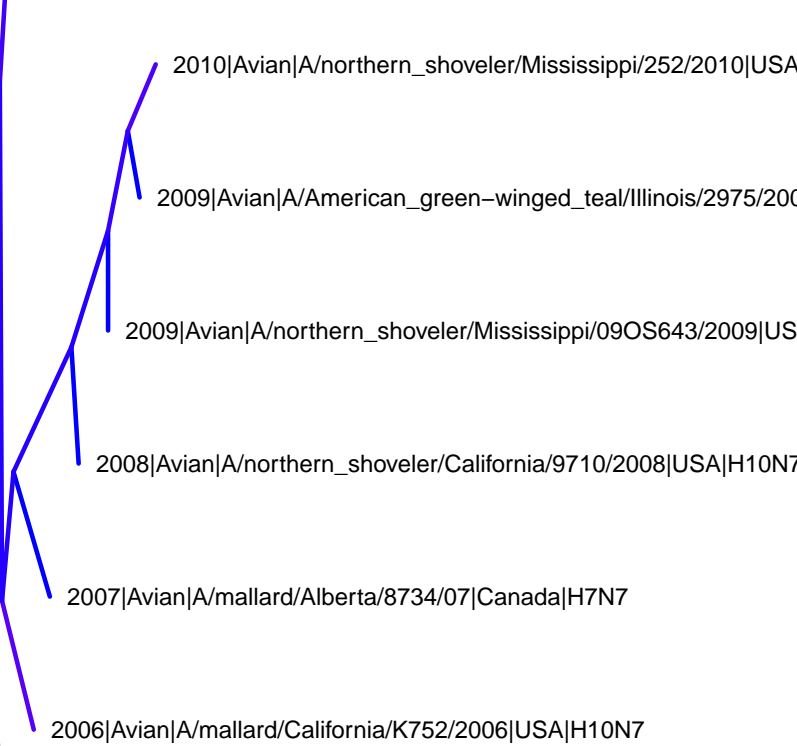 2010|Avian|A/northern_shoveler/Mississippi/252/2010|USA
2009|Avian|A/American_green−winged_teal/Illinois/2975/200
2009|Avian|A/northern_shoveler/Mississippi/09OS643/2009|US
2008|Avian|A/northern_shoveler/California/9710/2008|USA|H10N7
2007|Avian|A/mallard/Alberta/8734/07|Canada|H7N7
2006|Avian|A/mallard/California/K752/2006|USA|H10N7